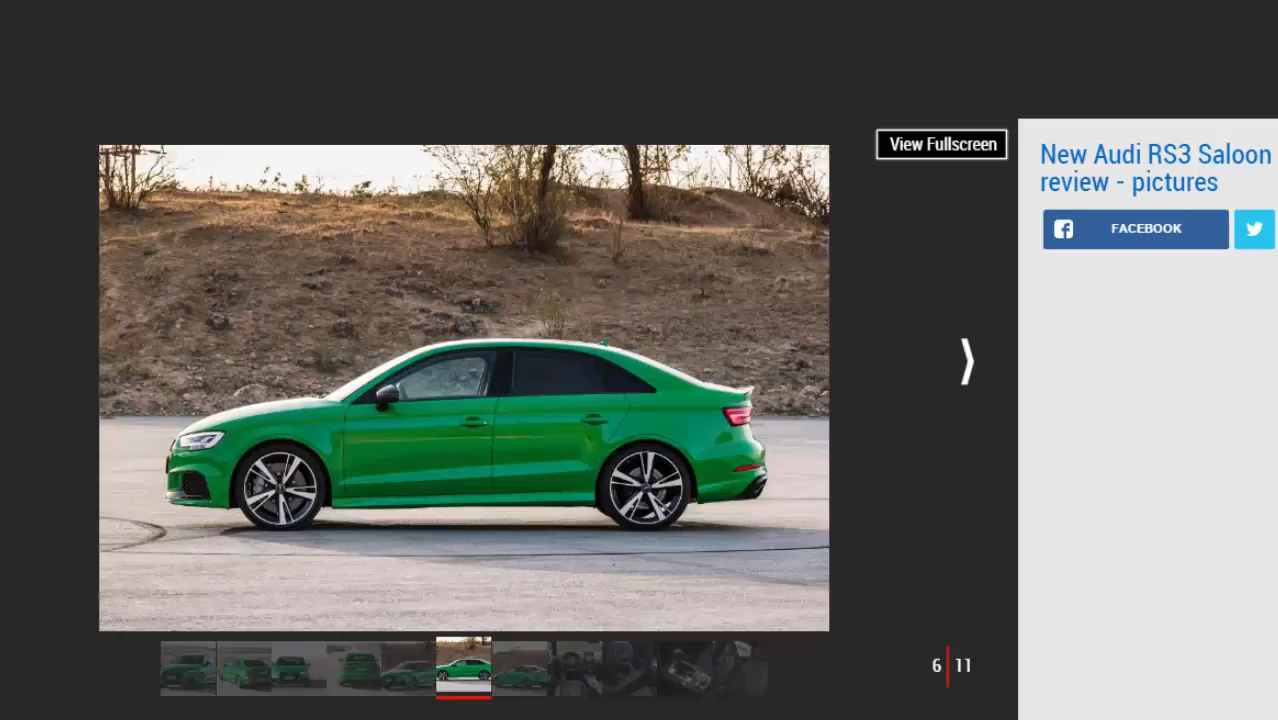 View Fullscreen
New Audi RS3 Saloon
review - pictures
FACEBOOK
6 11